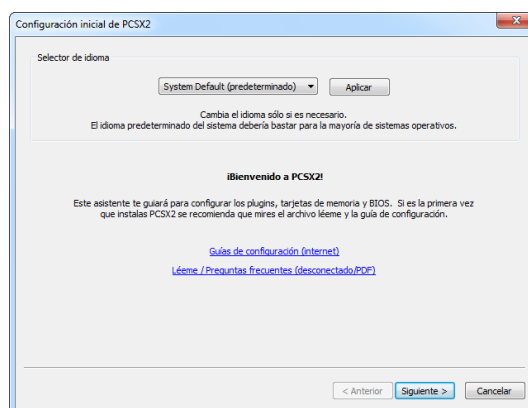 Configuración inicial de PCSX2
Selector de idioma
System Default (predeterminado)
Aplicar
Cambia el idioma sólo si es necesario.
El idioma predeterminado del sistema debería bastar para la mayoría de sistemas operativos.
¡Bienvenido a PCSX2!
Este asistente te guiará para configurar los plugins, tarjetas de memoria y BIOS. Si es la primera vez
que instalas PCSX2 se recomienda que mires el archivo léeme y la guía de configuración.
Guías de configuración (internet)
Léeme / Preguntas frecuentes (desconectado/PDF)
< Anterior
Siguiente >
Cancelar